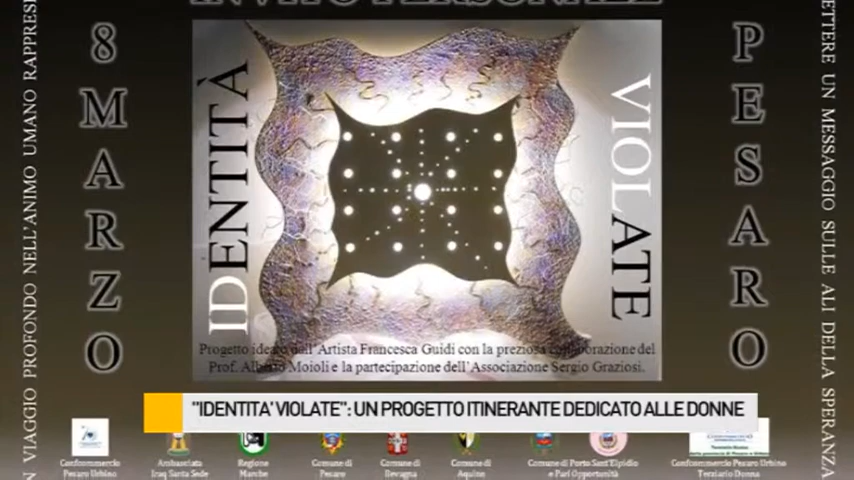 INVITO PERSONALE
N VIAGGIO PROFONDO NELL'ANIMO UMANO RAPPRESE
8 MARZO
IDENTITÀ
VIOLATE
PESARO
ETTERE UN MESSAGGIO SULLE ALI DELLA SPERANZA
Progetto ideato dall'Artista Francesca Guidi con la preziosa collaborazione del
Prof. Alberto Moioli e la partecipazione dell'Associazione Sergio Graziosi.
"IDENTITA' VIOLATE": UN PROGETTO ITINERANTE DEDICATO ALLE DONNE
Confcommercio
Pesaro Urbino
Ambasciata
Iraq Santa Sede
Regione
Marche
Comune di
Pesaro
Comune di
Bevagna
Comune di
Aquino
Comune di Porto Sant'Elpidio
e Pari Opportunità
Confcommercio Pesaro Urbino
Terziario Donna